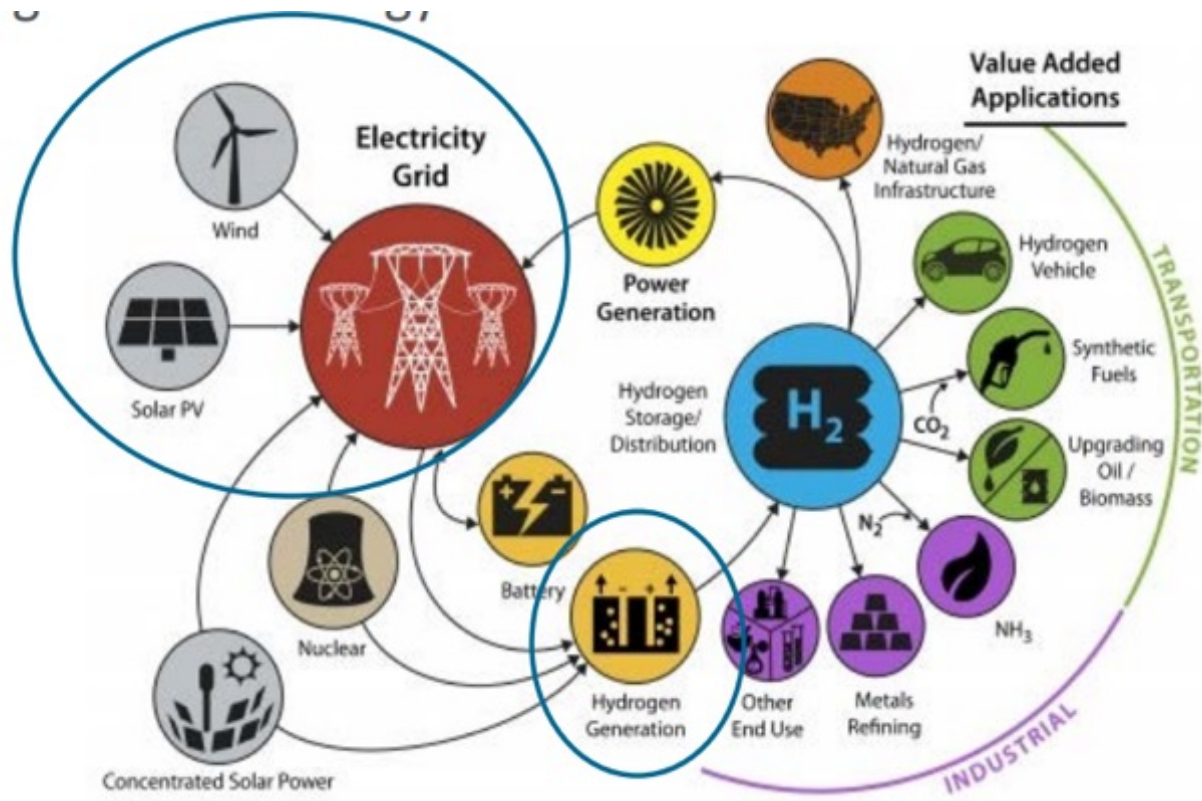 Value Added
Applications
Electricity
Grid
Wind
Solar PV
Hydrogen/
Natural Gas
Infrastructure
Power
Generation
Hydrogen
Vehicle
TRANSPORTATION
Hydrogen
Storage/
Distribution
H2
Synthetic
Fuels
CO2
Upgrading
Oil /
Biomass
N2
NH3
Battery
+ -
Nuclear
- +
Hydrogen
Generation
Other
End Use
Metals
Refining
INDUSTRIAL
Concentrated Solar Power